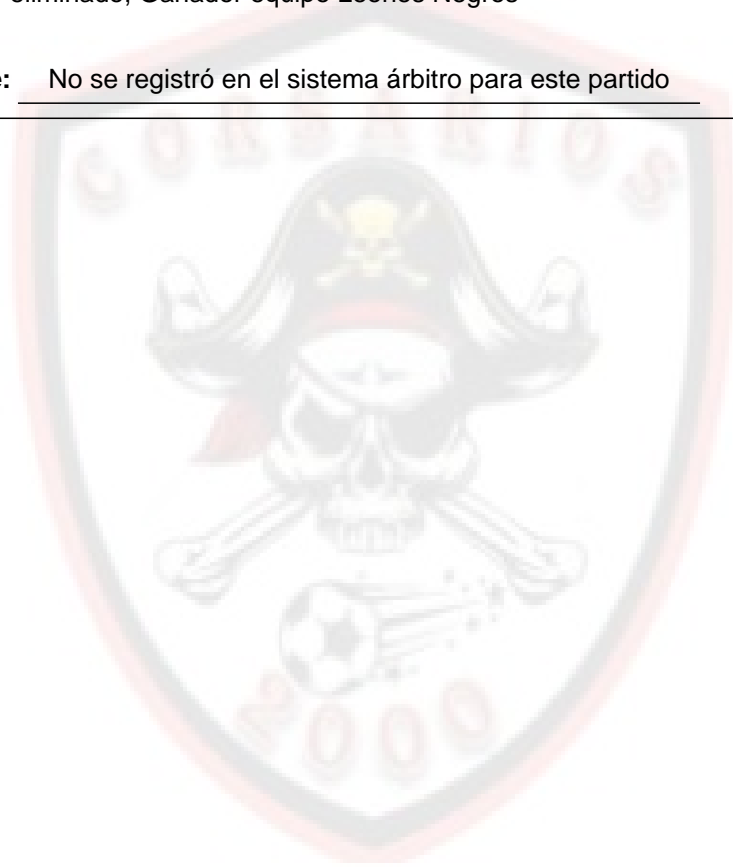 eliminado, Ganador equipo Leones Negros
: No se registró en el sistema árbitro para este partido
CORSARIOS
2000